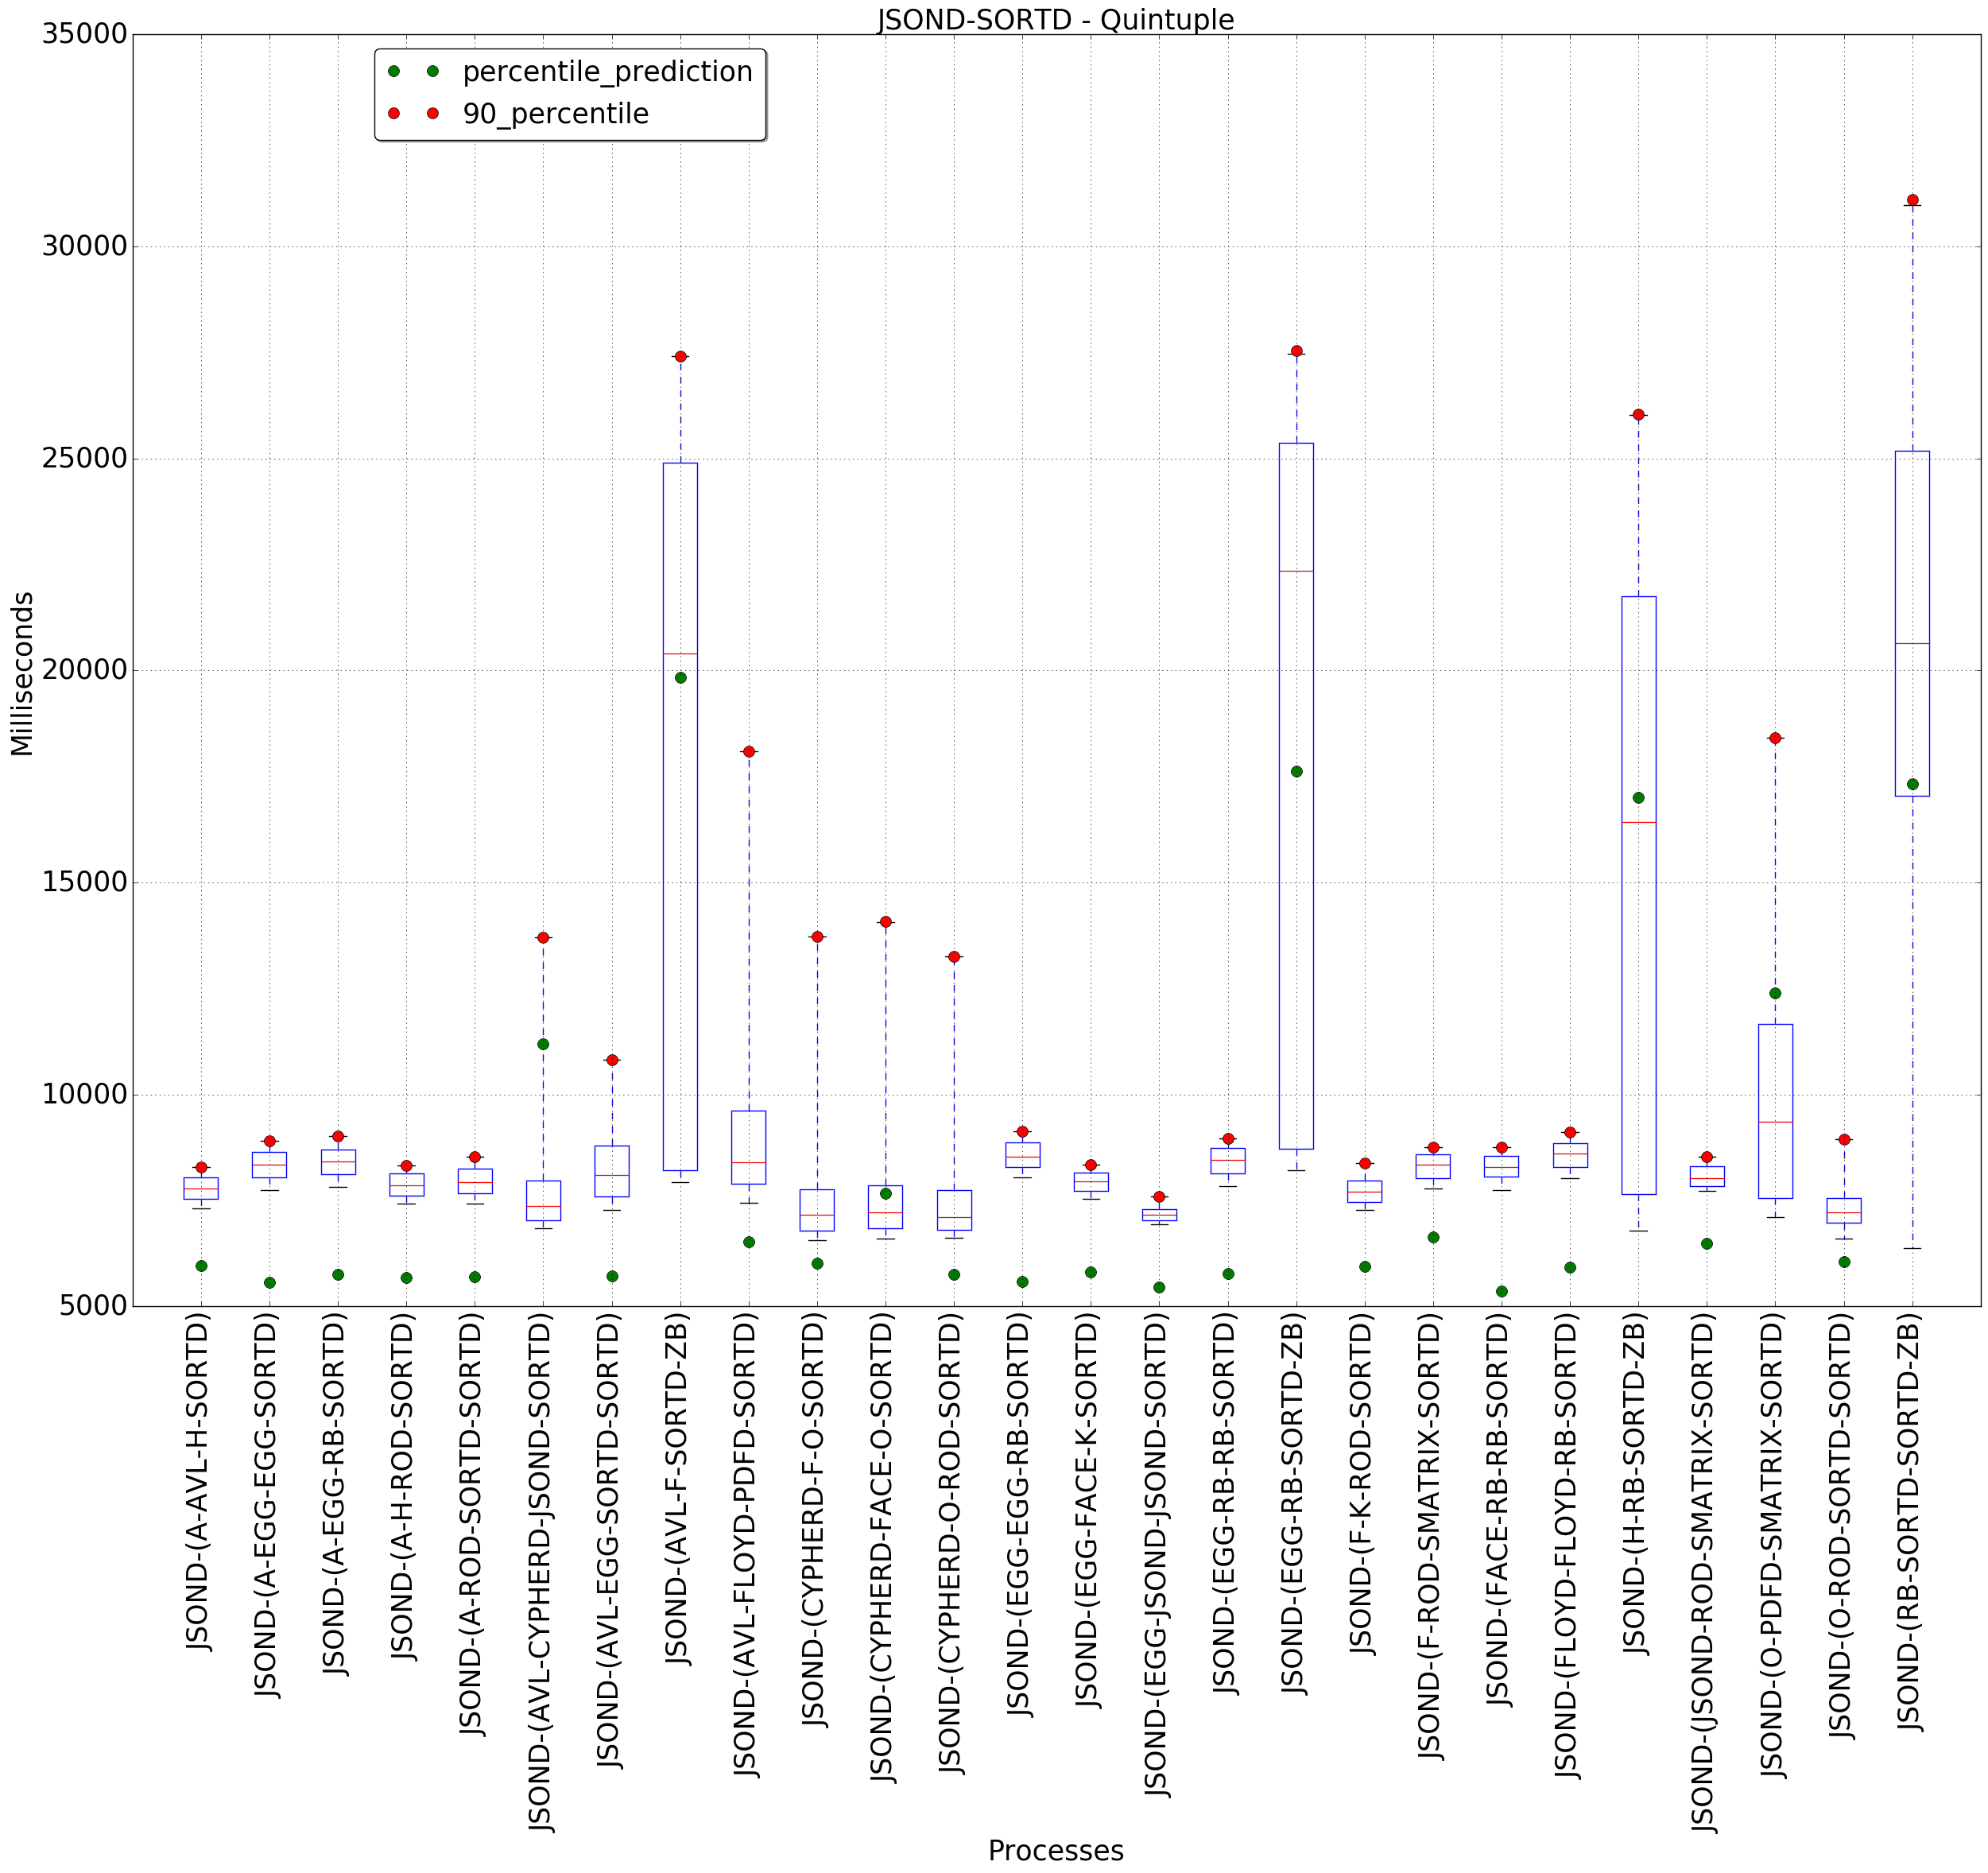 JSOND-SORTD - Quintuple
percentile_prediction
90_percentile
35000
30000
25000
20000
15000
10000
5000
Milliseconds
JSOND-(A-AVL-H-SORTD)
JSOND-(A-EGG-EGG-SORTD)
JSOND-(A-EGG-RB-SORTD)
JSOND-(A-H-ROD-SORTD)
JSOND-(A-ROD-SORTD-SORTD)
JSOND-(AVL-CYPHERD-JSOND-SORTD)
JSOND-(AVL-EGG-SORTD-SORTD)
JSOND-(AVL-F-SORTD-ZB)
JSOND-(AVL-FLOYD-PDFD-SORTD)
JSOND-(CYPHERD-F-O-SORTD)
JSOND-(CYPHERD-FACE-O-SORTD)
JSOND-(CYPHERD-O-ROD-SORTD)
JSOND-(EGG-EGG-RB-SORTD)
JSOND-(EGG-FACE-K-SORTD)
JSOND-(EGG-JSOND-JSOND-SORTD)
JSOND-(EGG-RB-RB-SORTD)
JSOND-(EGG-RB-SORTD-ZB)
JSOND-(F-K-ROD-SORTD)
JSOND-(F-ROD-SMATRIX-SORTD)
JSOND-(FACE-RB-RB-SORTD)
JSOND-(FLOYD-FLOYD-RB-SORTD)
JSOND-(H-RB-SORTD-ZB)
JSOND-(JSOND-ROD-SMATRIX-SORTD)
JSOND-(O-PDFD-SMATRIX-SORTD)
JSOND-(O-ROD-SORTD-SORTD)
JSOND-(RB-SORTD-SORTD-ZB)
Processes